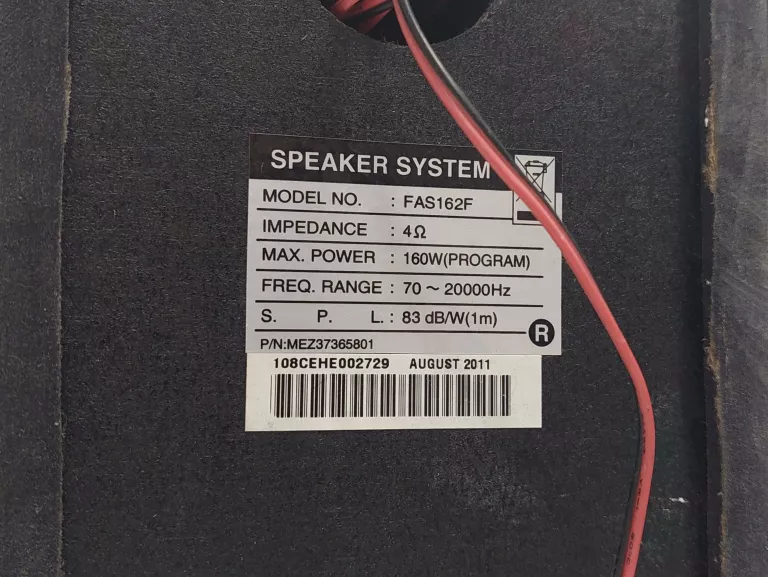 SPEAKER SYSTEM
MODEL NO. : FAS162F
IMPEDANCE : 4Ω
MAX. POWER : 160W(PROGRAM)
FREQ. RANGE : 70 ~ 20000Hz
S. P. L. : 83 dB/W(1m)
P/N:MEZ37365801
R
108CEHE002729 AUGUST 2011